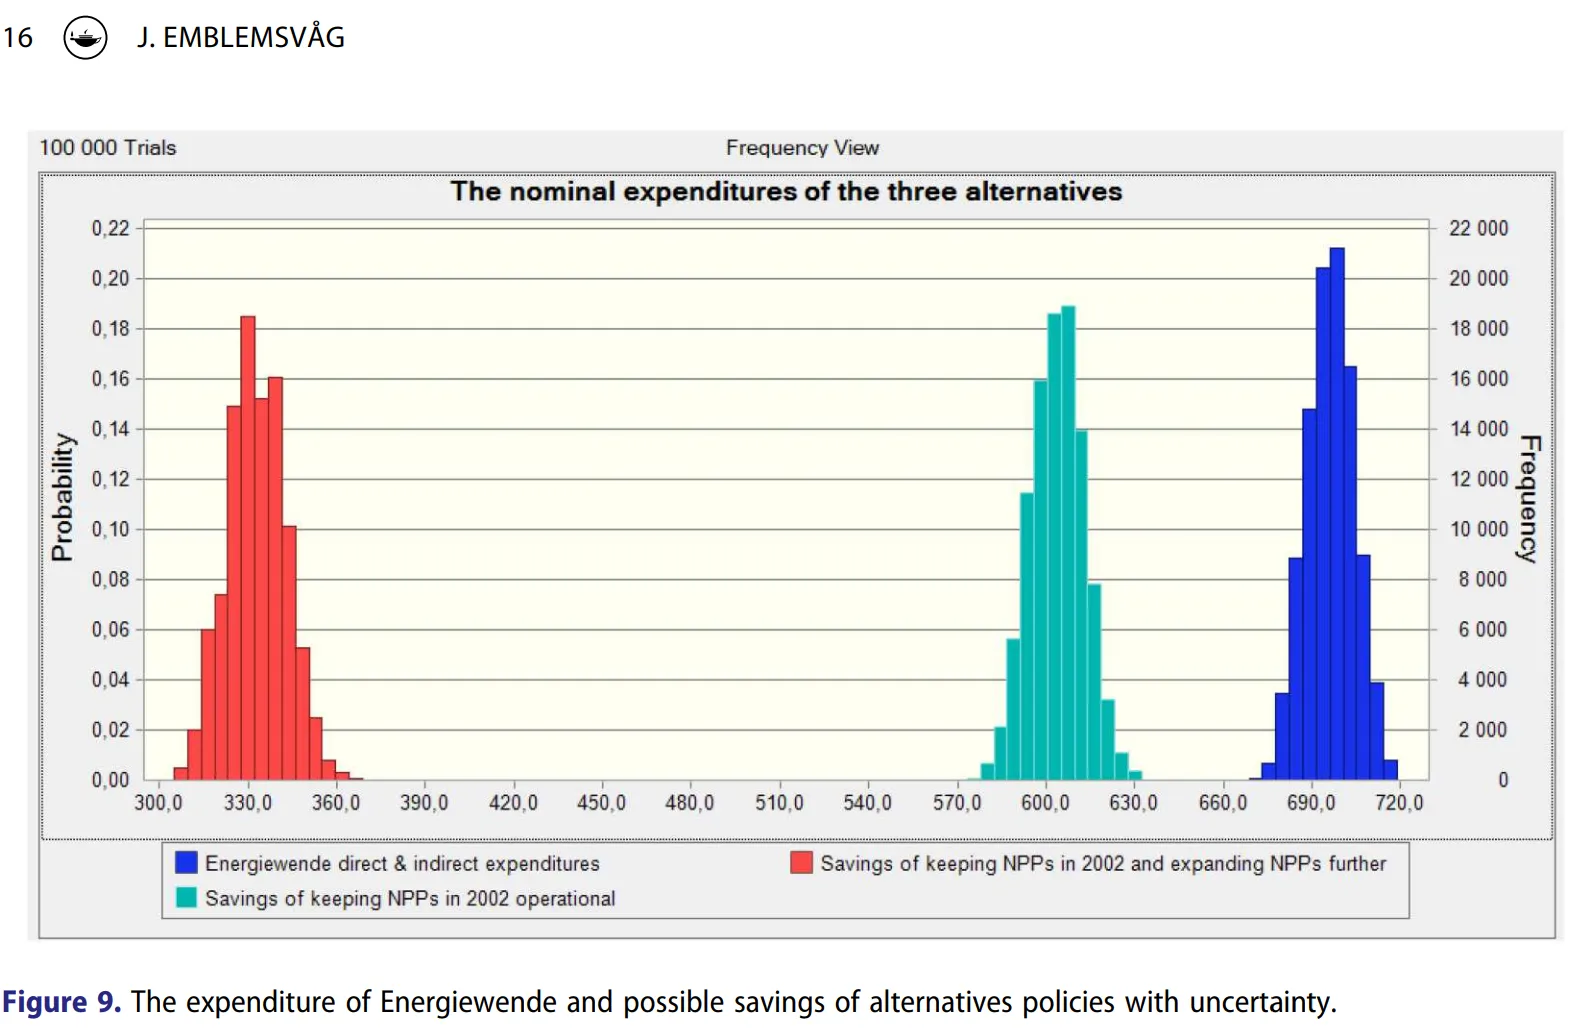 16 J. EMBLEMSVÅG
100 000 Trials Frequency View
The nominal expenditures of the three alternatives
0,22 22 000
0,20 20 000
0,18 18 000
0,16 16 000
0,14 14 000
0,12 12 000
0,10 10 000
0,08 8 000
0,06 6 000
0,04 4 000
0,02 2 000
0,00 0
Probability
Frequency
300,0 330,0 360,0 390,0 420,0 450,0 480,0 510,0 540,0 570,0 600,0 630,0 660,0 690,0 720,0
Energiewende direct & indirect expenditures Savings of keeping NPPs in 2002 and expanding NPPs further
Savings of keeping NPPs in 2002 operational
Figure 9. The expenditure of Energiewende and possible savings of alternatives policies with uncertainty.